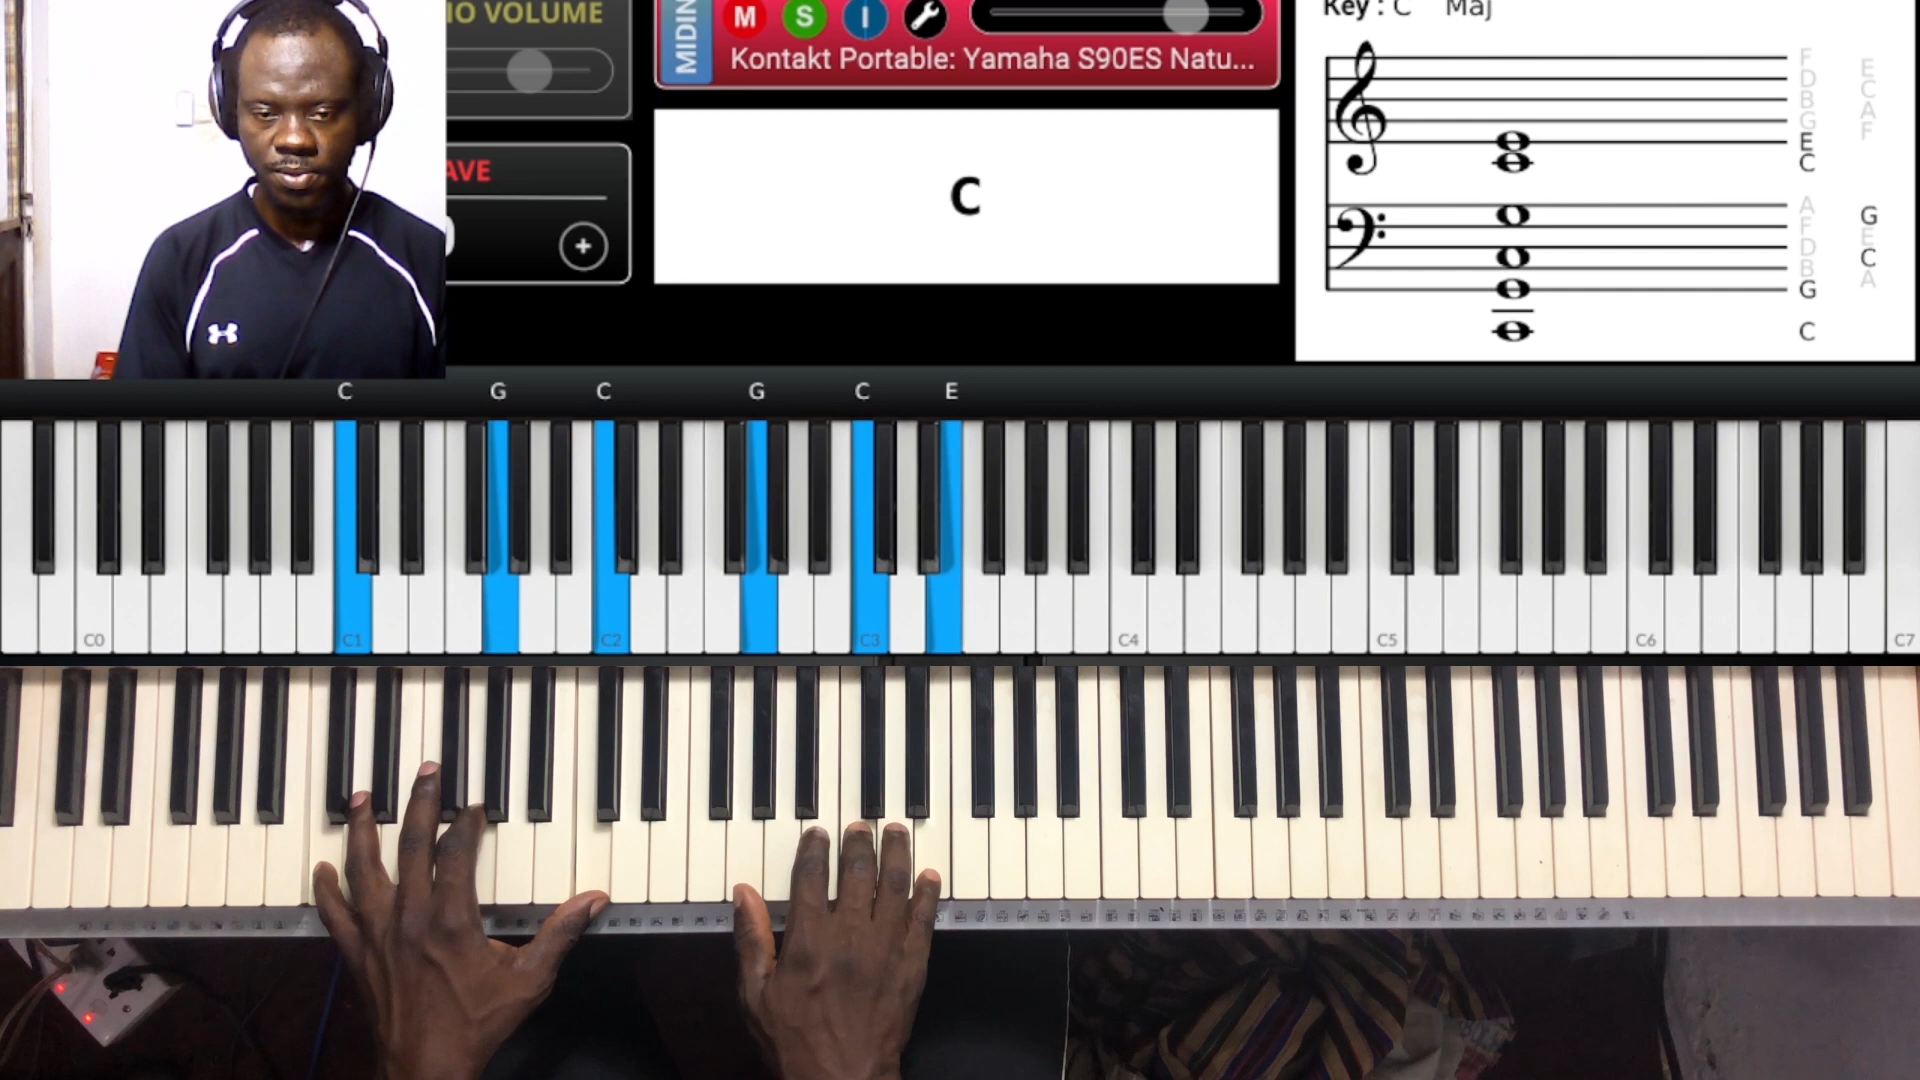 IO VOLUME
MIDIN
M S I
Kontakt Portable: Yamaha S90ES Natu...
AVE
+
C
Key : C Maj
F
D
B
G
E
C
E
C
A
F
A
F
D
B
G
C
G
E
C
A
C G C G C E
C0 C1 C2 C3 C4 C5 C6 C7